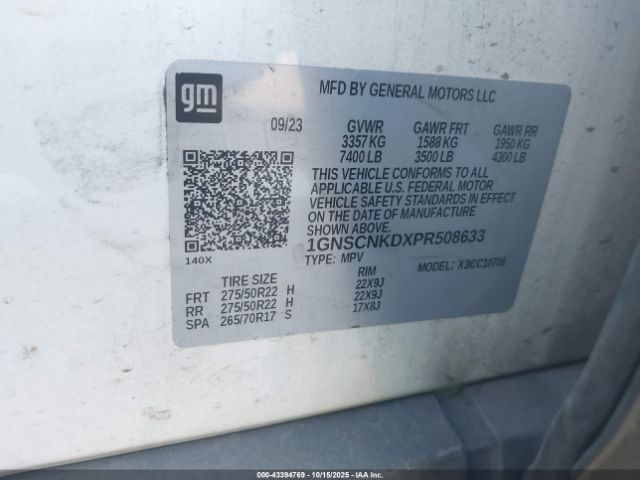 gm
MFD BY GENERAL MOTORS LLC
09/23 GVWR GAWR FRT GAWR RR
3357 KG 1588 KG 1950 KG
7400 LB 3500 LB 4300 LB
THIS VEHICLE CONFORMS TO ALL
APPLICABLE U.S. FEDERAL MOTOR
VEHICLE SAFETY STANDARDS IN EFFECT
ON THE DATE OF MANUFACTURE
SHOWN ABOVE.
1GNSCNKDXPR508633
140X TYPE: MPV MODEL: X3CC10706
TIRE SIZE RIM
FRT 275/50R22 H 22X9J
RR 275/50R22 H 22X9J
SPA 265/70R17 S 17X8J
000-43394769 10/15/2025 Copyright IAA, Inc.